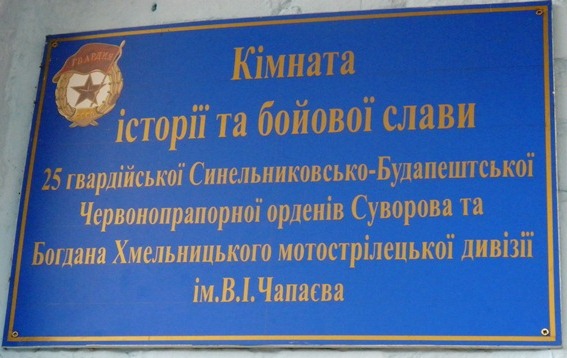 ГВАРДИЯ
Кімната
історії та бойової слави
25 гвардійської Синельниковсько-Будапештської
Червонопрапорної орденів Суворова та
Богдана Хмельницького мотострілецької дивізії
ім.В.І.Чапаєва